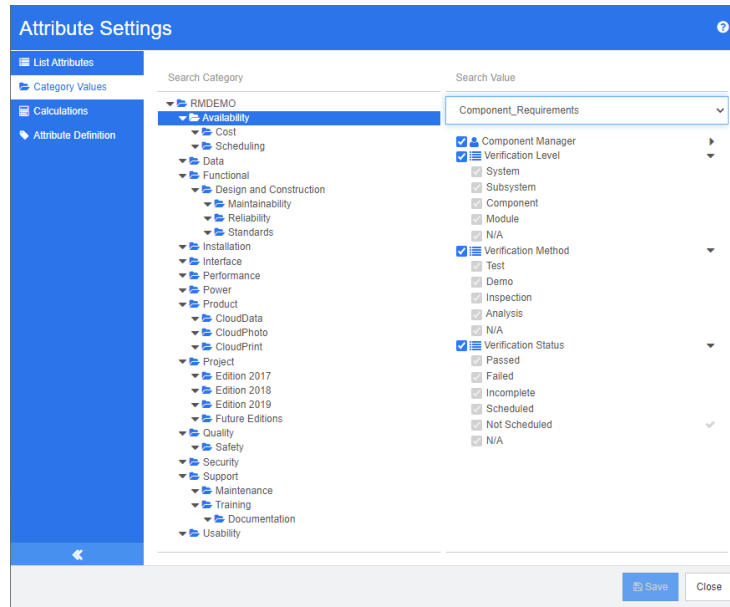 Attribute Settings
List Attributes
Category Values
Calculations
Attribute Definition
Search Category
RMDEMO
Availability
Cost
Scheduling
Data
Functional
Design and Construction
Maintainability
Reliability
Standards
Installation
Interface
Performance
Power
Product
CloudData
CloudPhoto
CloudPrint
Project
Edition 2017
Edition 2018
Edition 2019
Future Editions
Quality
Safety
Security
Support
Maintenance
Training
Documentation
Usability
Search Value
Component_Requirements
Component Manager
Verification Level
System
Subsystem
Component
Module
N/A
Verification Method
Test
Demo
Inspection
Analysis
N/A
Verification Status
Passed
Failed
Incomplete
Scheduled
Not Scheduled
N/A
Save
Close